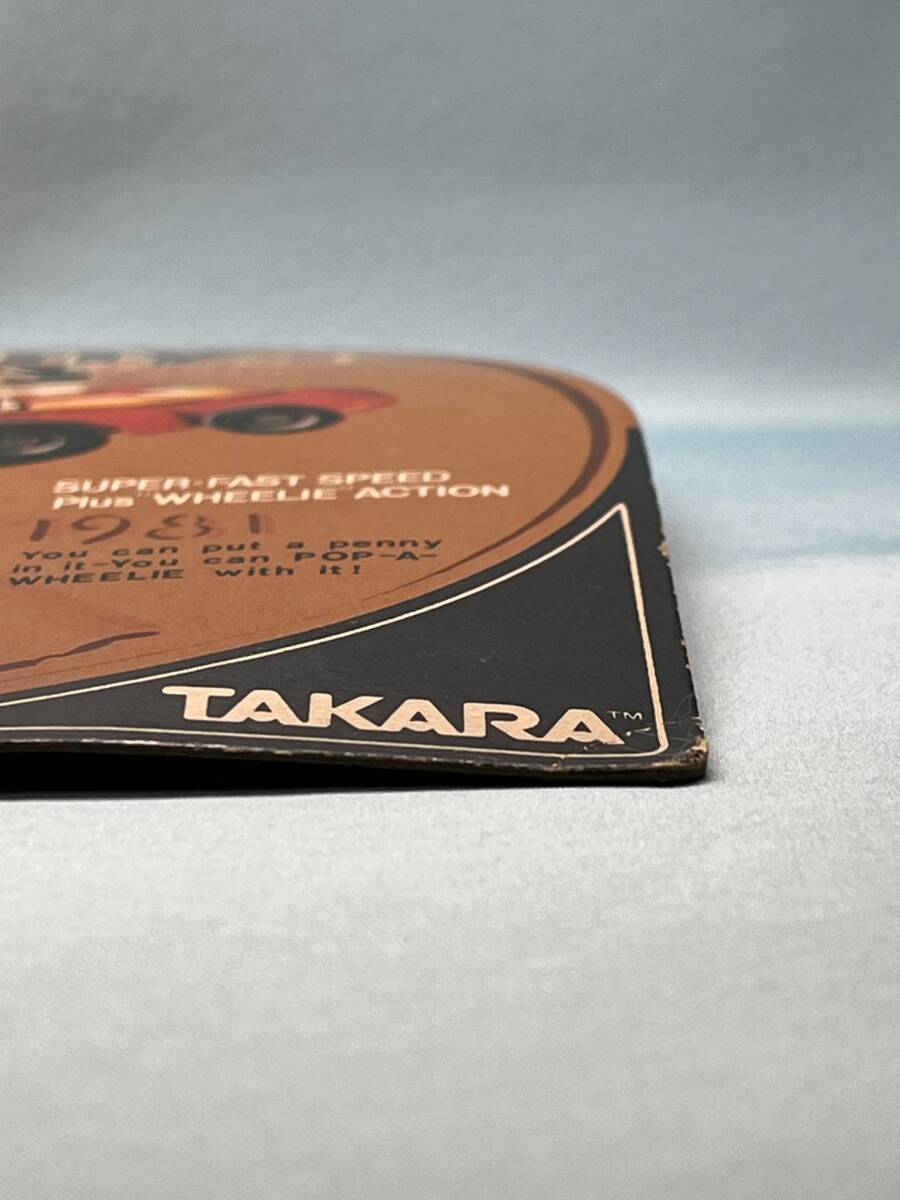 SUPER-FAST SPEED
Plus "WHEELIE" ACTION
1981
You can put a penny
in it-You can POP-A-
WHEELIE with it!
TAKARA™